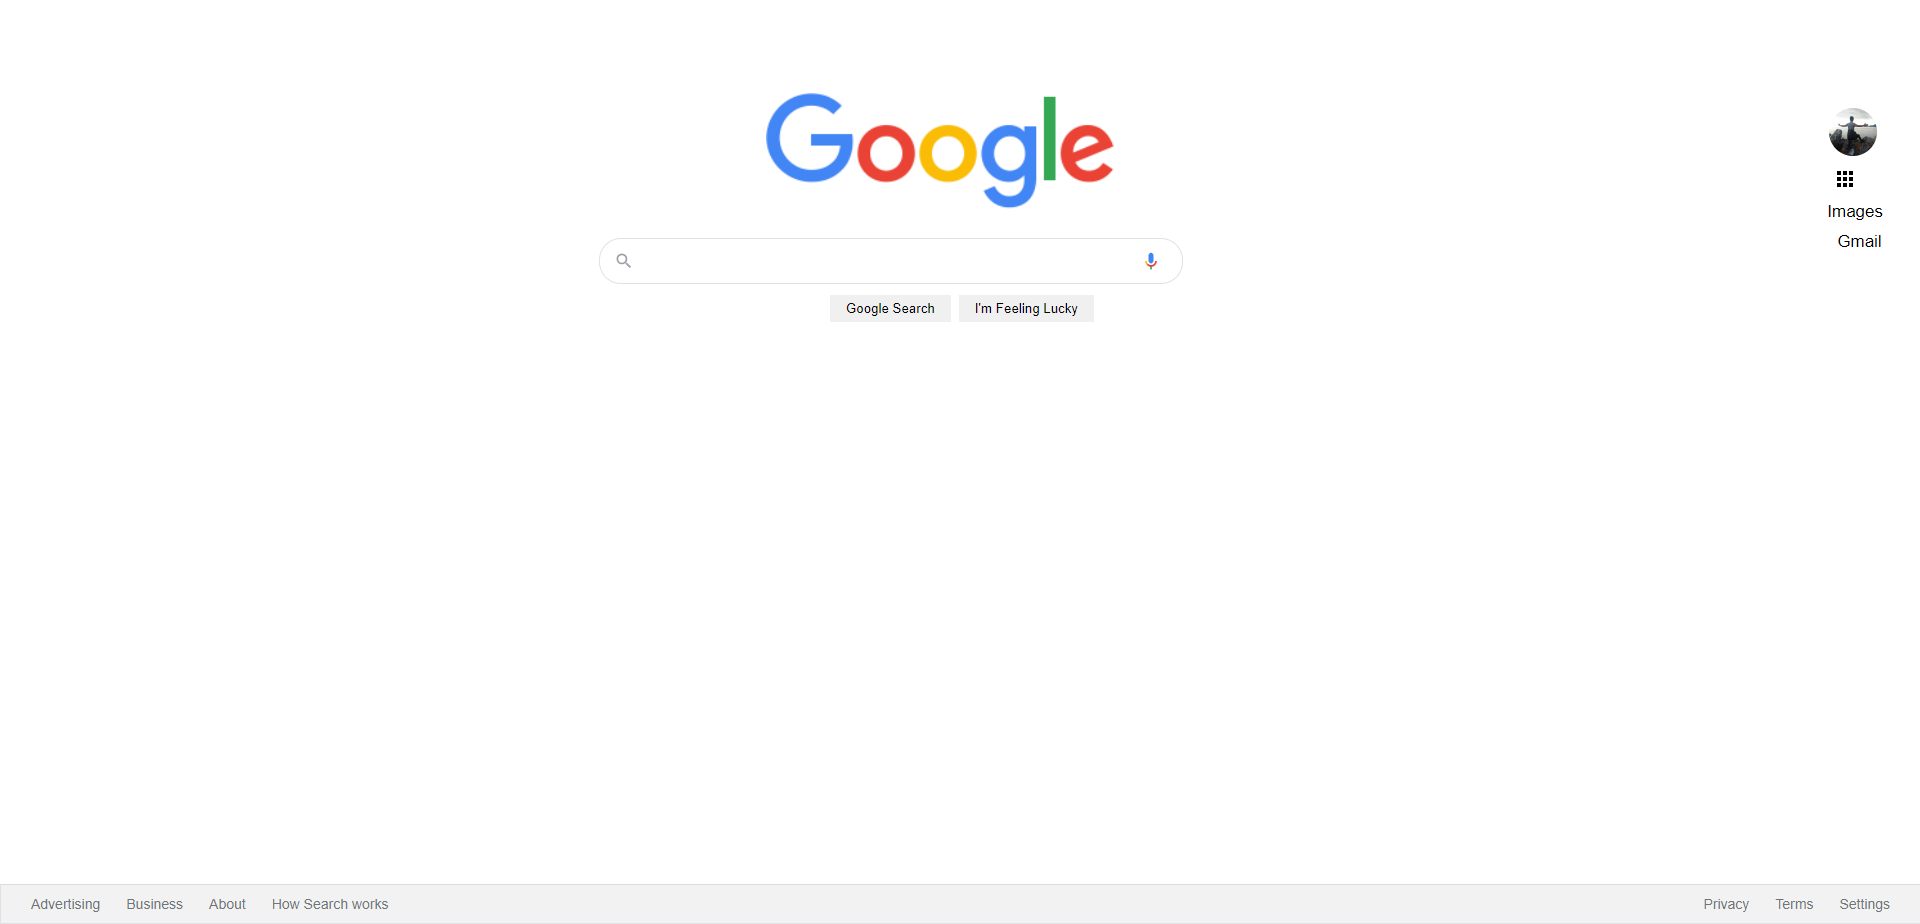 Google
Images
Gmail
Google Search I'm Feeling Lucky
Advertising Business About How Search works Privacy Terms Settings